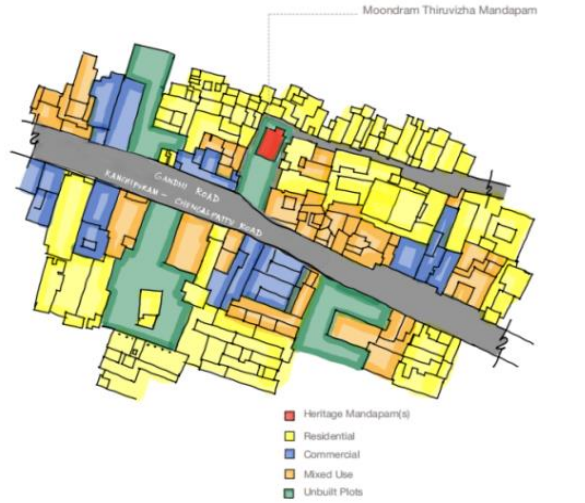 Moondram Thiruvizha Mandapam
GANDHI ROAD
KANCHIPURAM - CHENGALPATTU ROAD
Heritage Mandapam(s)
Residential
Commercial
Mixed Use
Unbuilt Plots